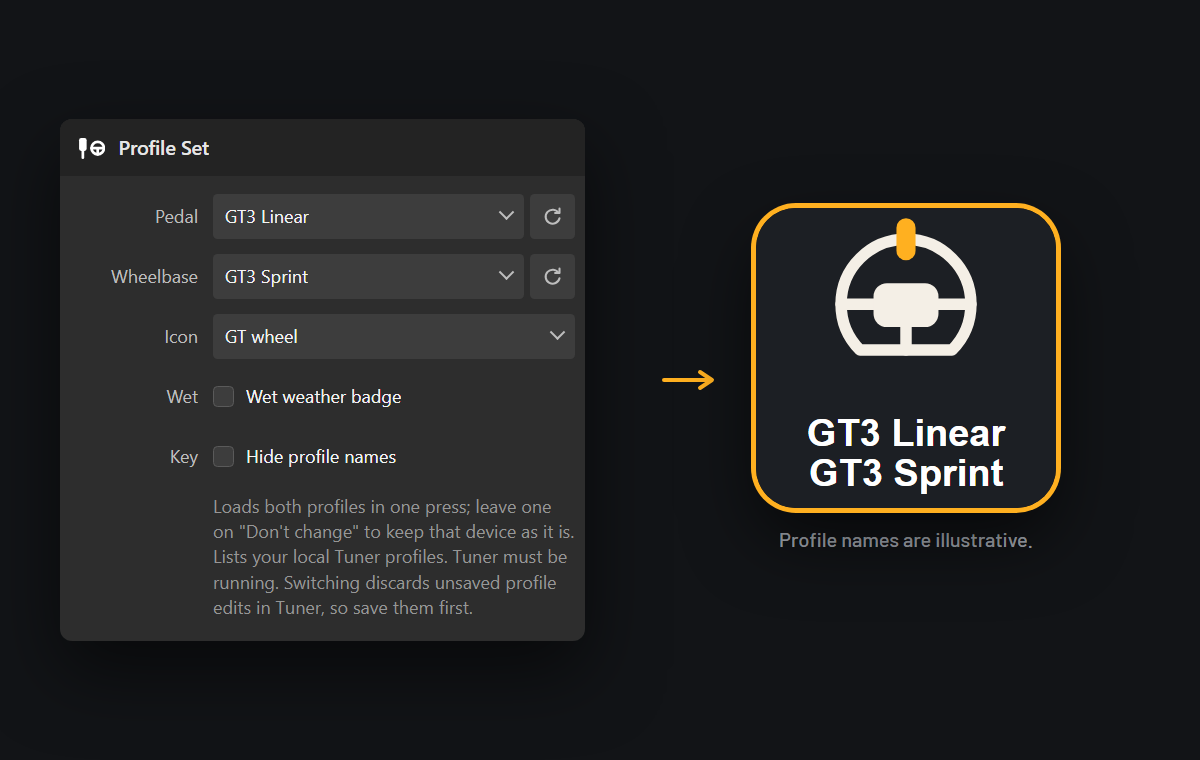 Profile Set
Pedal GT3 Linear
Wheelbase GT3 Sprint
Icon GT wheel
Wet Wet weather badge
Key Hide profile names
Loads both profiles in one press; leave one
on "Don't change" to keep that device as it is.
Lists your local Tuner profiles. Tuner must be
running. Switching discards unsaved profile
edits in Tuner, so save them first.
GT3 Linear
GT3 Sprint
Profile names are illustrative.